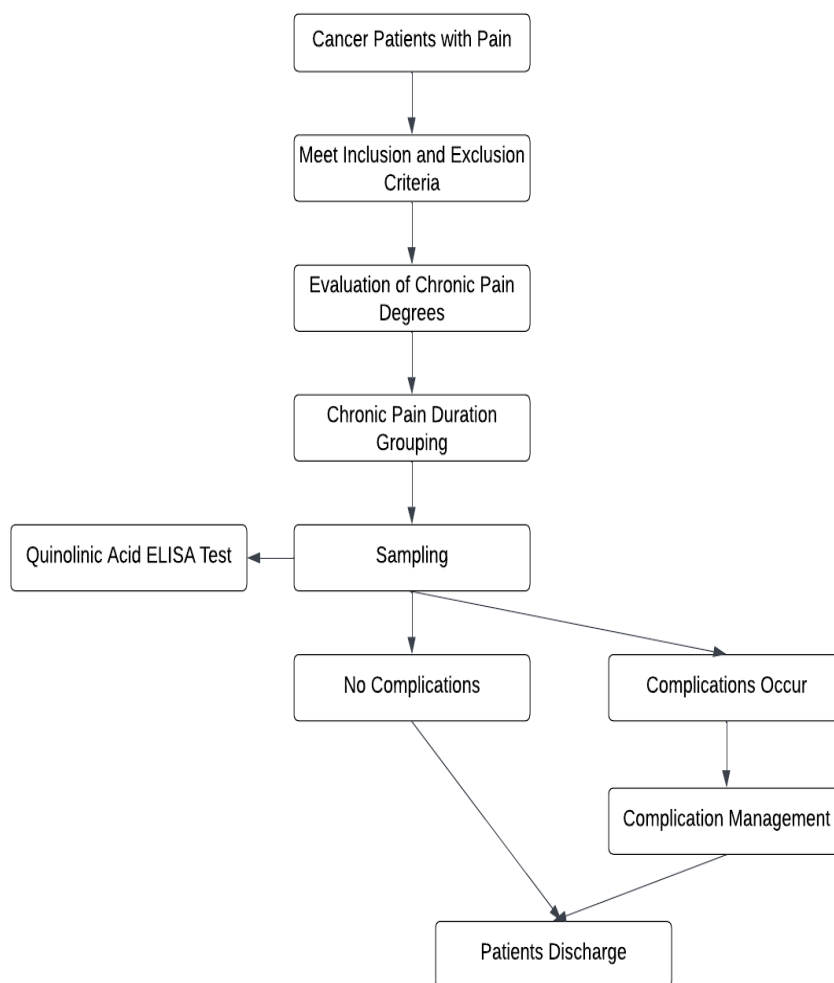 Cancer Patients with Pain
Meet Inclusion and Exclusion
Criteria
Evaluation of Chronic Pain
Degrees
Chronic Pain Duration
Grouping
Quinolinic Acid ELISA Test
Sampling
No Complications
Complications Occur
Complication Management
Patients Discharge